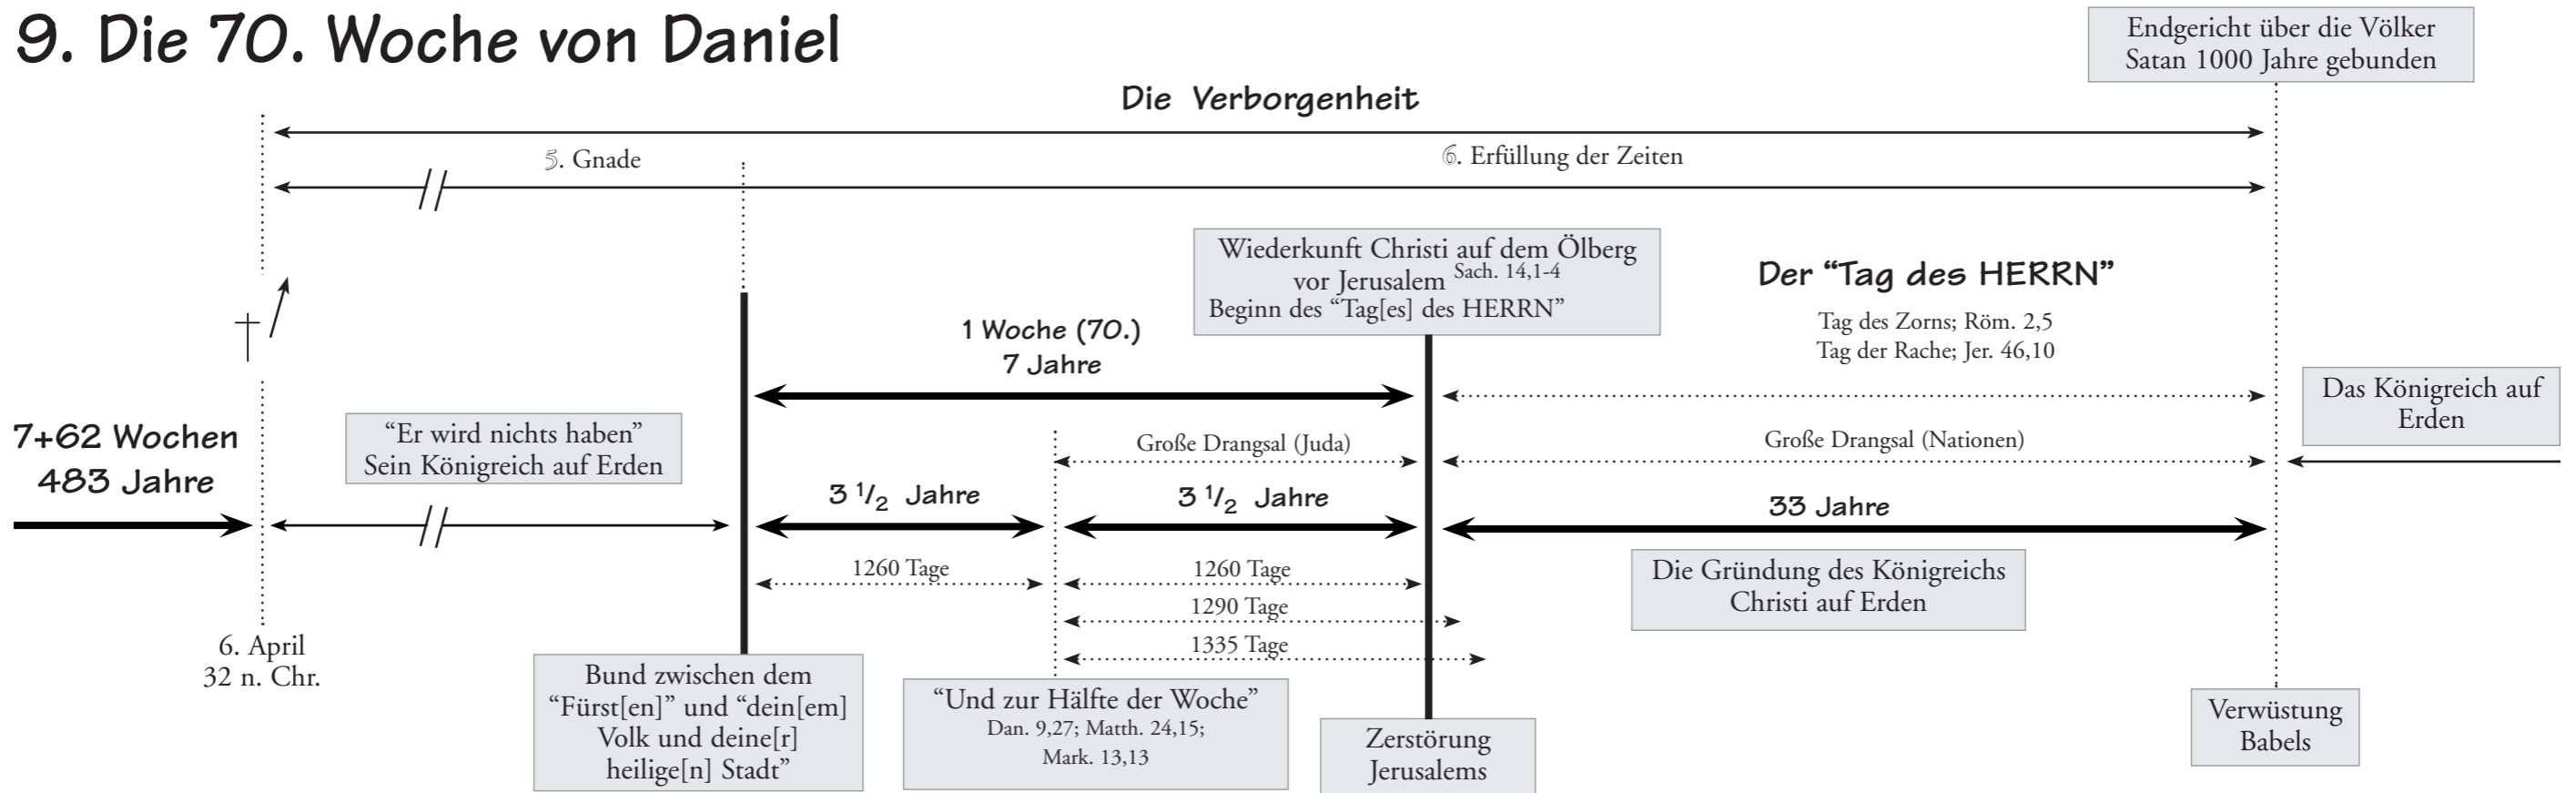 9. Die 70. Woche von Daniel
Endgericht über die Völker
Satan 1000 Jahre gebunden
Die Verborgenheit
5. Gnade
6. Erfüllung der Zeiten
Wiederkunft Christi auf dem Ölberg
vor Jerusalem Sach. 14,1-4
Beginn des “Tag[es] des HERRN”
Der “Tag des HERRN”
Tag des Zorns; Röm. 2,5
Tag der Rache; Jer. 46,10
1 Woche (70.)
7 Jahre
Das Königreich auf
Erden
7+62 Wochen
483 Jahre
“Er wird nichts haben”
Sein Königreich auf Erden
Große Drangsal (Juda)
Große Drangsal (Nationen)
3 1/2 Jahre
3 1/2 Jahre
33 Jahre
1260 Tage
1260 Tage
1290 Tage
1335 Tage
Die Gründung des Königreichs
Christi auf Erden
6. April
32 n. Chr.
Bund zwischen dem
“Fürst[en]” und “dein[em]
Volk und deine[r]
heilige[n] Stadt”
“Und zur Hälfte der Woche”
Dan. 9,27; Matth. 24,15;
Mark. 13,13
Zerstörung
Jerusalems
Verwüstung
Babels